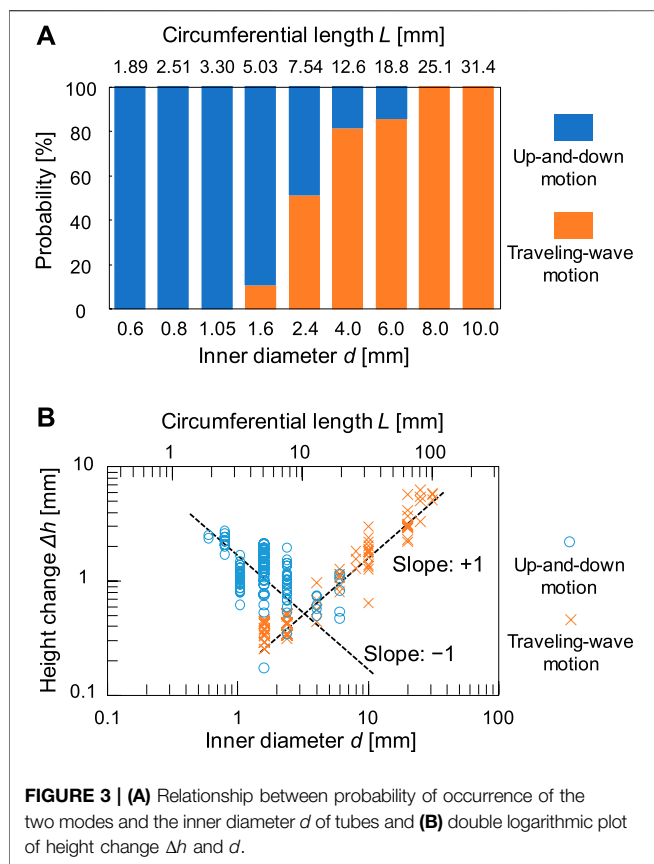 A
Circumferential length L [mm]
1.89 2.51 3.30 5.03 7.54 12.6 18.8 25.1 31.4
100
80
60
40
20
0
Probability [%]
0.6 0.8 1.05 1.6 2.4 4.0 6.0 8.0 10.0
Inner diameter d [mm]
Up-and-down
motion
Traveling-wave
motion
B
Circumferential length L [mm]
1 10 100
10
1
0.1
Height change Δh [mm]
Slope: +1
Slope: −1
0.1 1 10 100
Inner diameter d [mm]
Up-and-down
motion
Traveling-wave
motion
FIGURE 3 | (A) Relationship between probability of occurrence of the
two modes and the inner diameter d of tubes and (B) double logarithmic plot
of height change Δh and d.